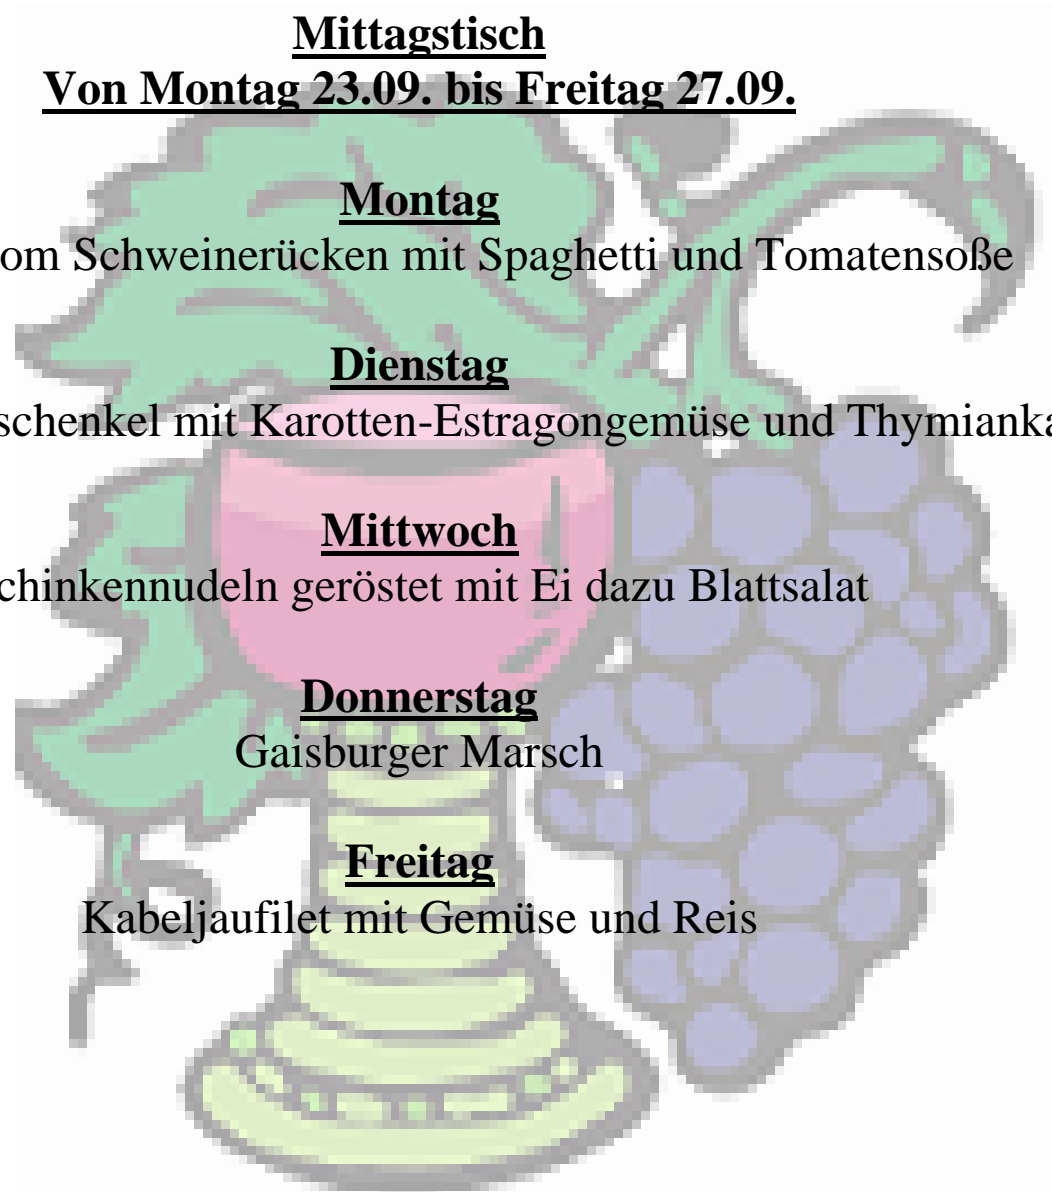 Mittagstisch
Von Montag 23.09. bis Freitag 27.09.
Montag
om Schweinerücken mit Spaghetti und Tomatensoße
Dienstag
schenkel mit Karotten-Estragongemüse und Thymianka
Mittwoch
chinkennudeln geröstet mit Ei dazu Blattsalat
Donnerstag
Gaisburger Marsch
Freitag
Kabeljaufilet mit Gemüse und Reis